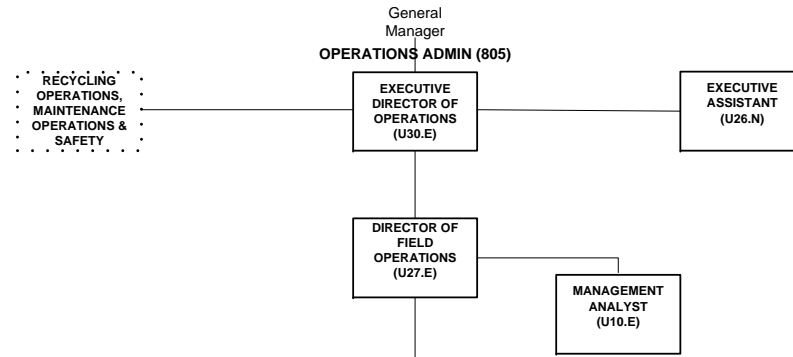 General
Manager
OPERATIONS ADMIN (805)
RECYCLING
OPERATIONS,
MAINTENANCE
OPERATIONS &
SAFETY
EXECUTIVE
DIRECTOR OF
OPERATIONS
(U30.E)
EXECUTIVE
ASSISTANT
(U26.N)
DIRECTOR OF
FIELD
OPERATIONS
(U27.E)
MANAGEMENT
ANALYST
(U10.E)